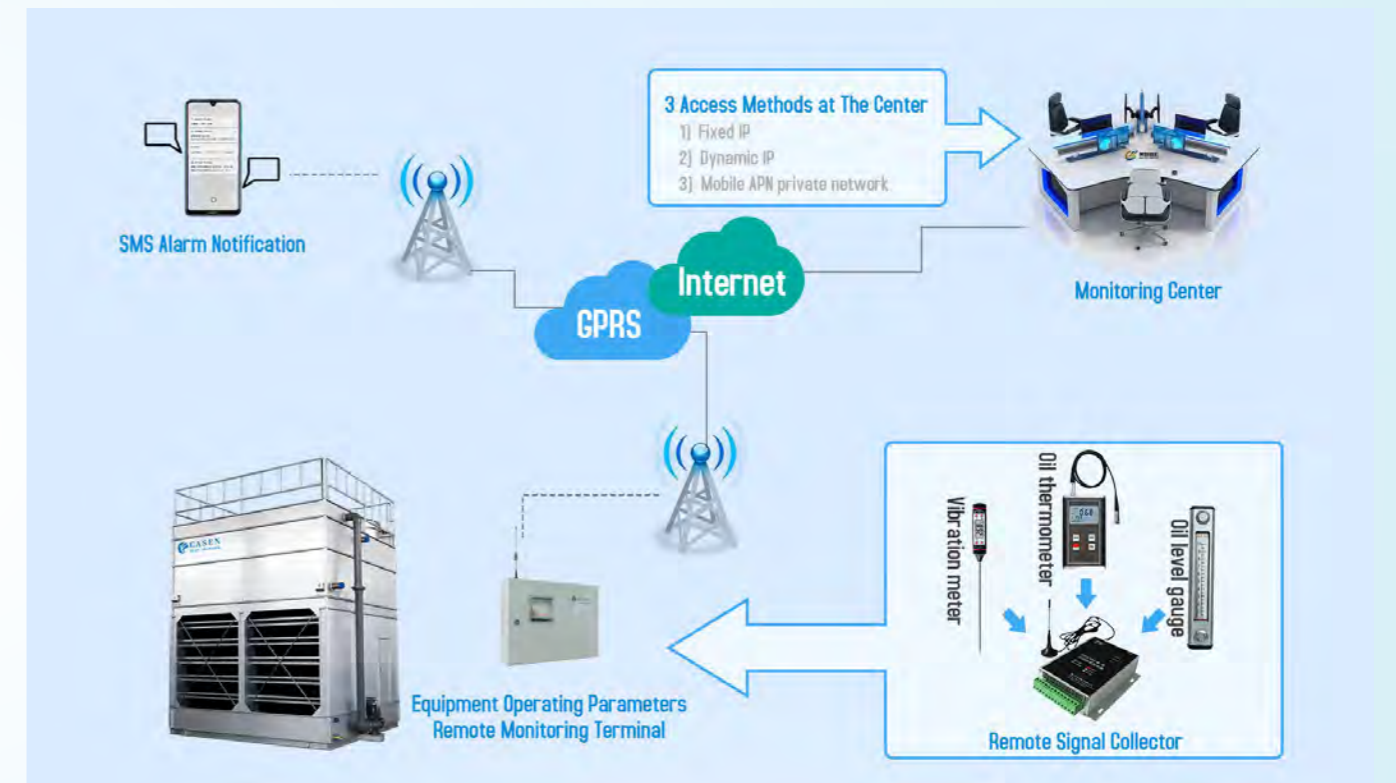 3 Access Methods at The Center
1) Fixed IP
2) Dynamic IP
3) Mobile APN private network
SMS Alarm Notification
Internet
GPRS
Monitoring Center
Vibration meter
Oil thermometer
Oil level gauge
EASEX
Equipment Operating Parameters
Remote Monitoring Terminal
Remote Signal Collector